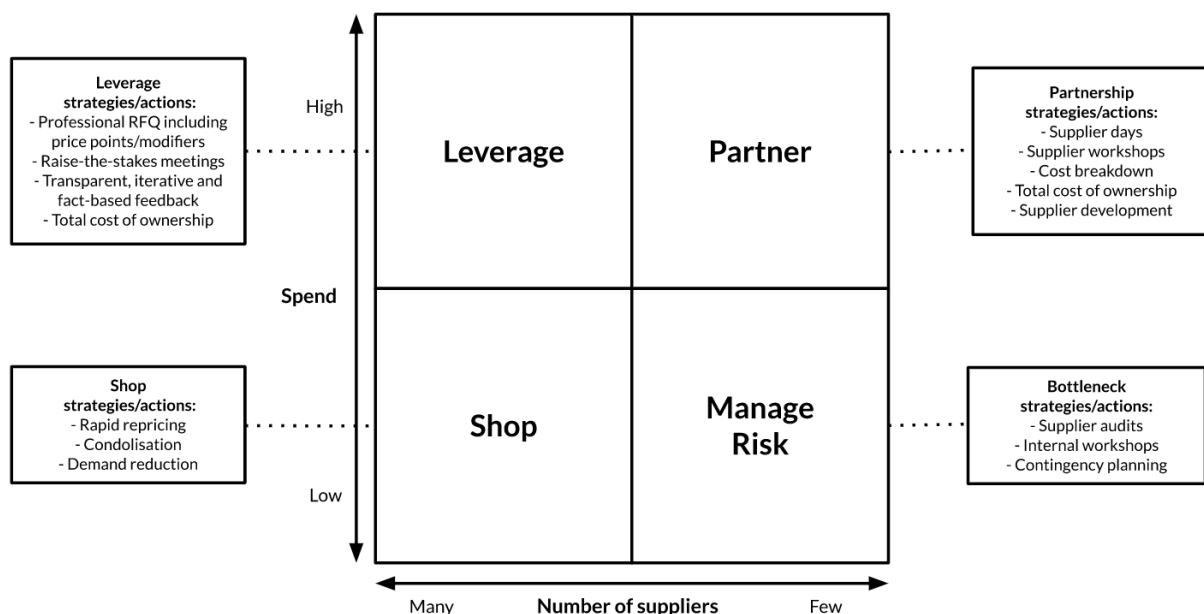 Leverage
strategies/actions:
- Professional RFQ including
price points/modifiers
- Raise-the-stakes meetings
- Transparent, iterative and
fact-based feedback
- Total cost of ownership
High
Leverage
Partner
Partnership
strategies/actions:
- Supplier days
- Supplier workshops
- Cost breakdown
- Total cost of ownership
- Supplier development
Spend
Shop
strategies/actions:
- Rapid repricing
- Condolisation
- Demand reduction
Low
Shop
Manage
Risk
Bottleneck
strategies/actions:
- Supplier audits
- Internal workshops
- Contingency planning
Many
Number of suppliers
Few